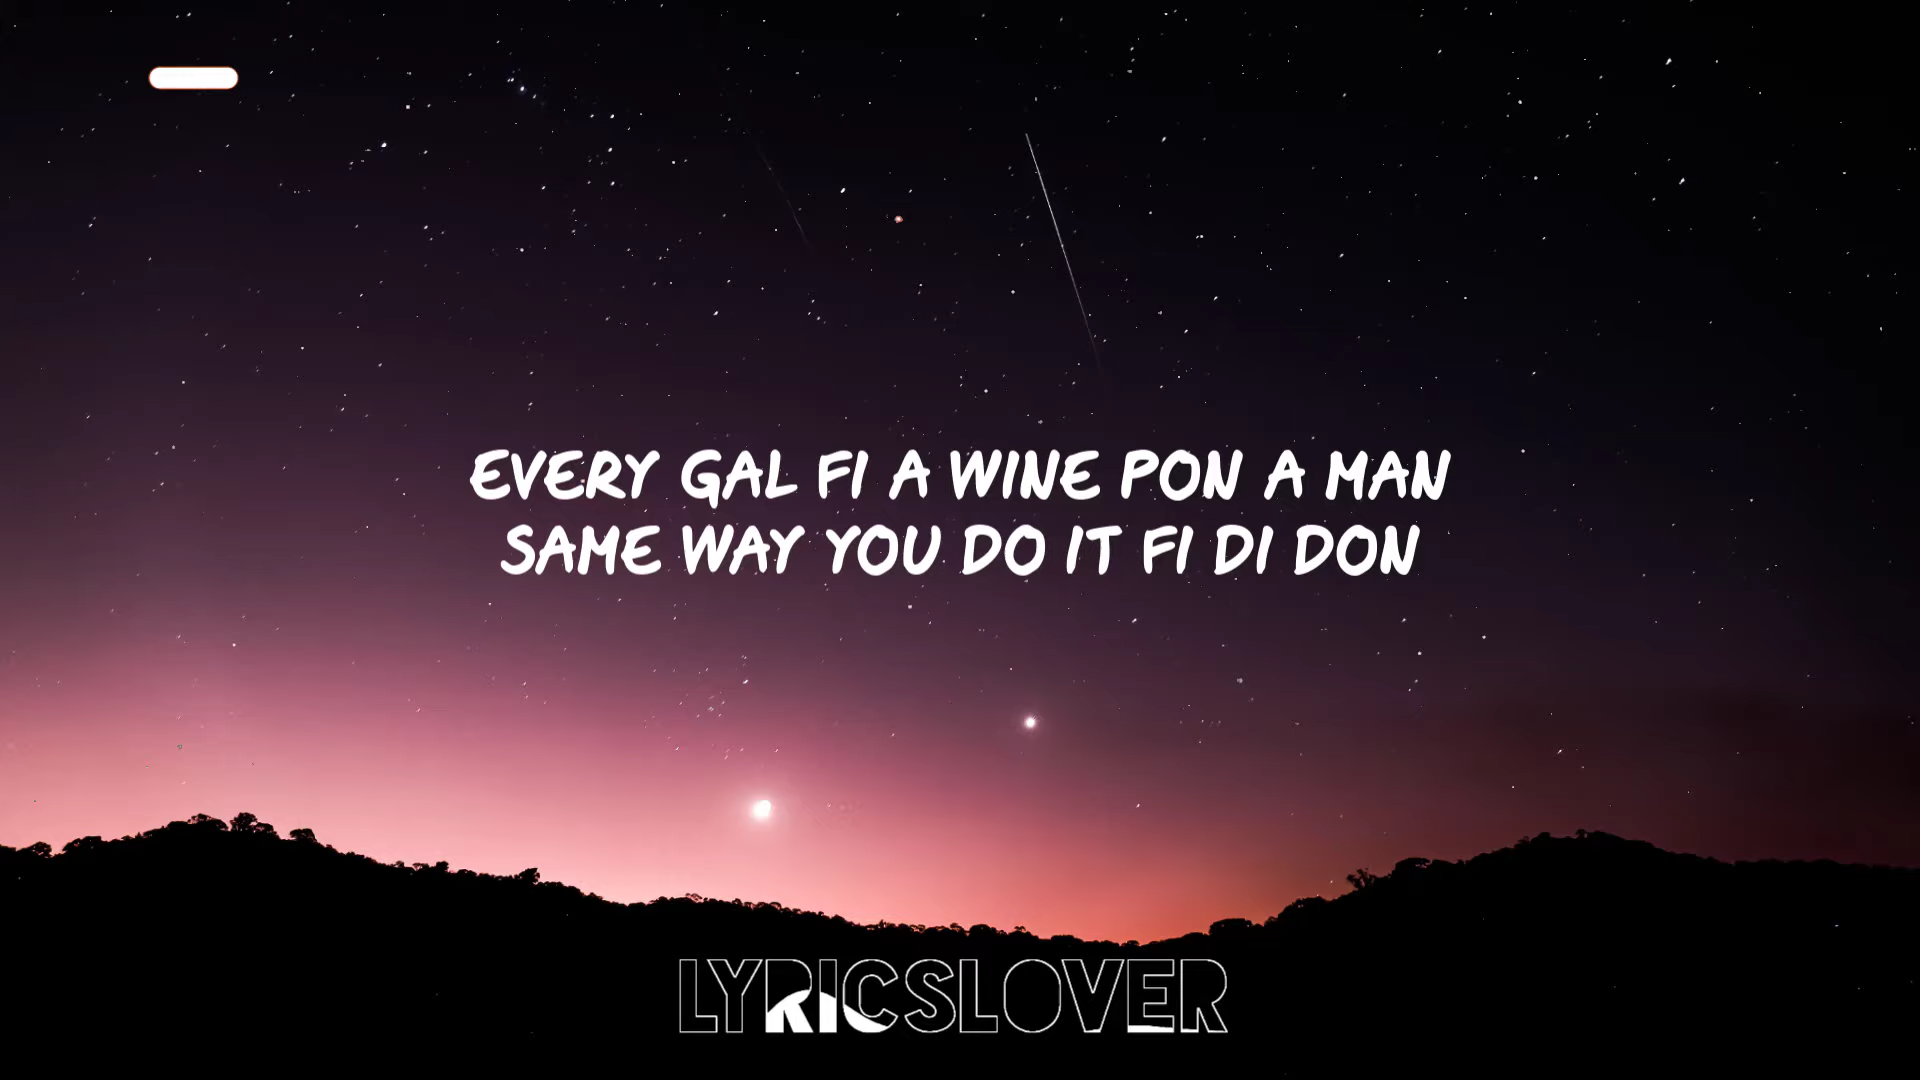 EVERY GAL FI A WINE PON A MAN
SAME WAY YOU DO IT FI DI DON
LYRICSLOVER